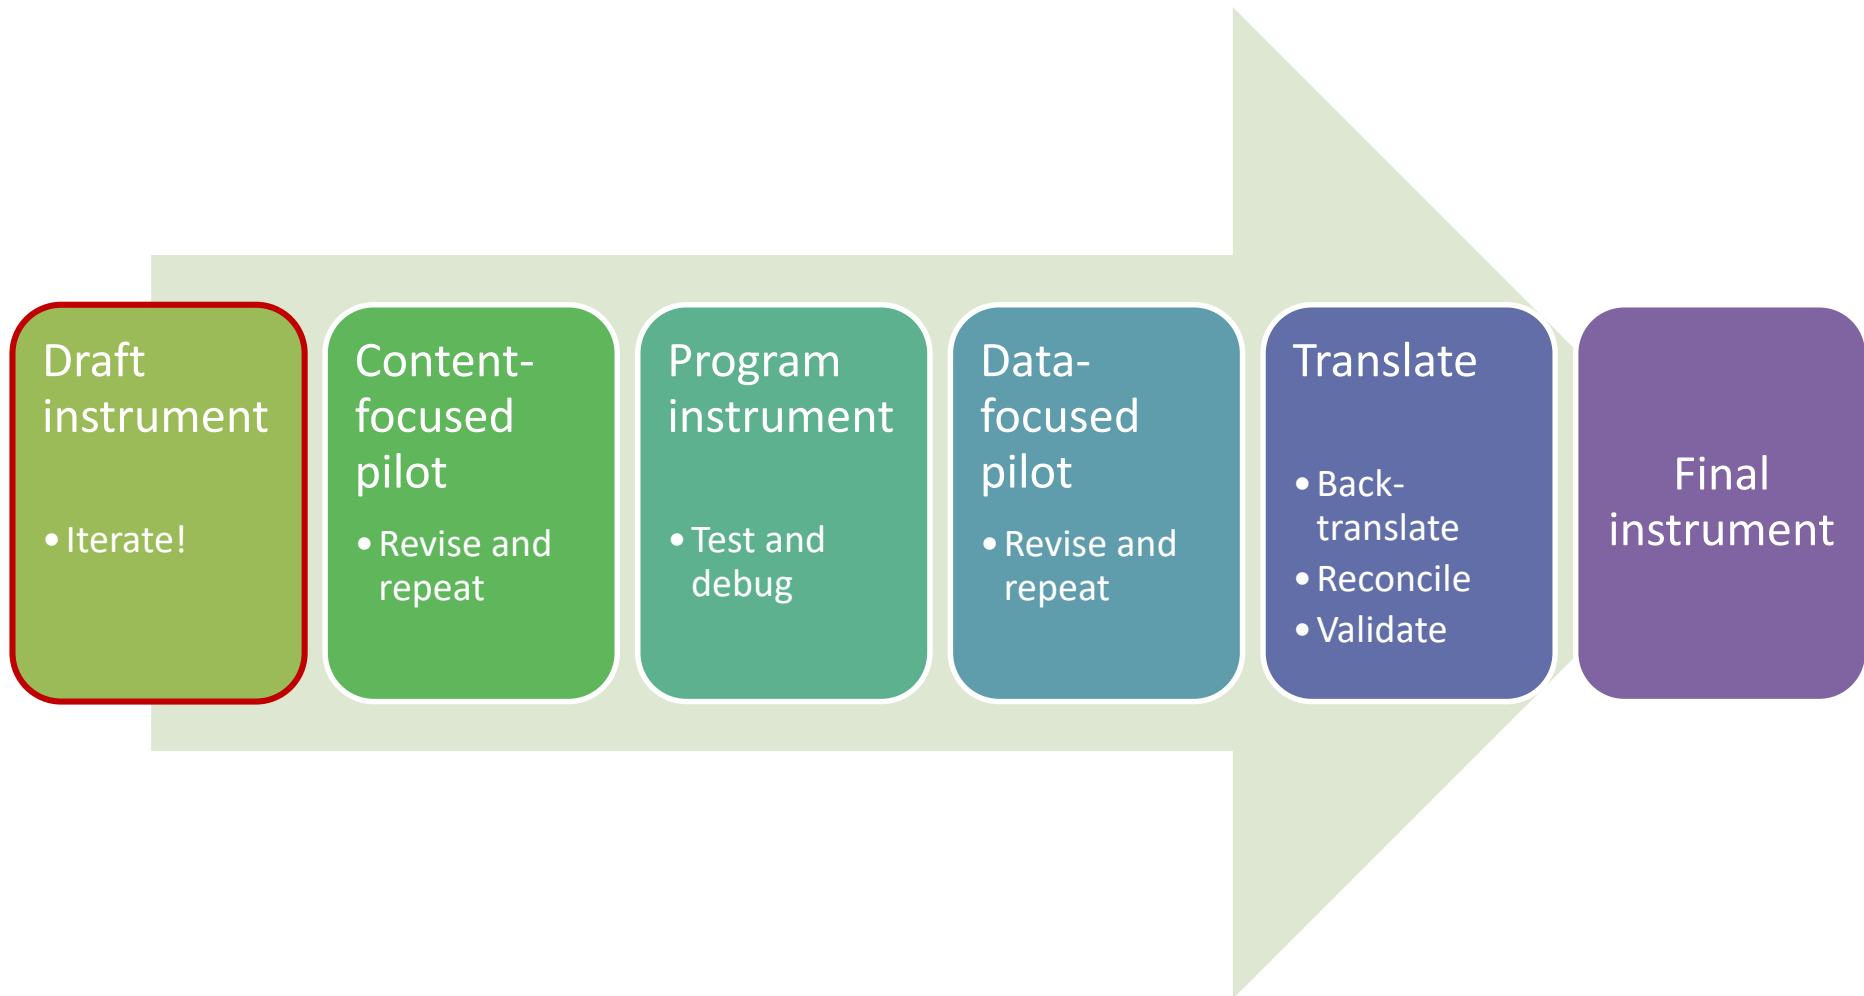 Draft
instrument
• Iterate!
Content-
focused
pilot
• Revise and
repeat
Program
instrument
• Test and
debug
Data-
focused
pilot
• Revise and
repeat
Translate
• Back-
translate
• Reconcile
• Validate
Final
instrument